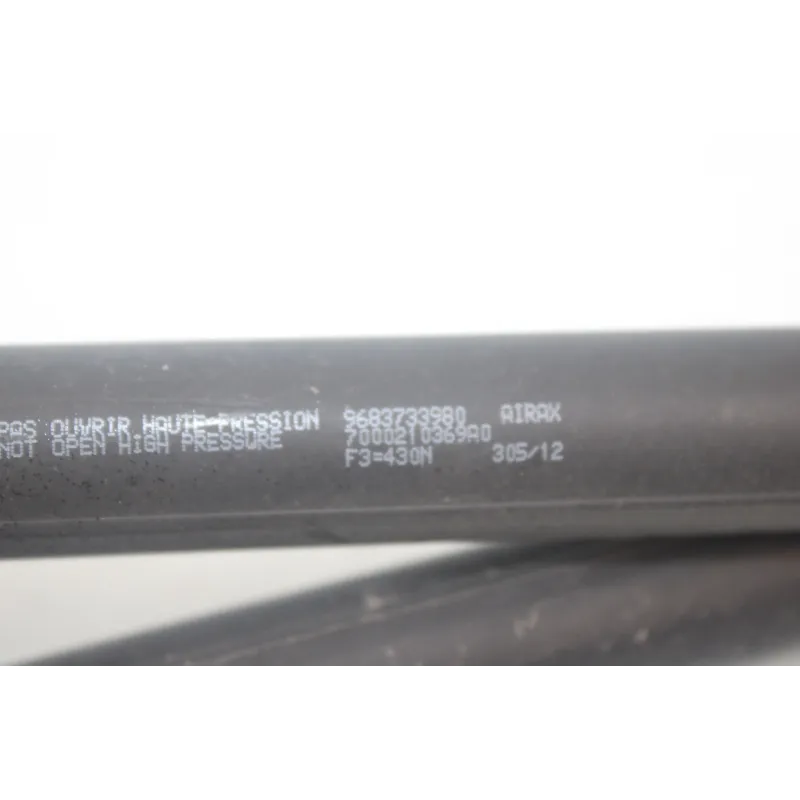 PAS OUVRIR HAUTE PRESSION 9683733980 AIRAX
NOT OPEN HIGH PRESSURE 7000210369A0
F3=430N 305/12